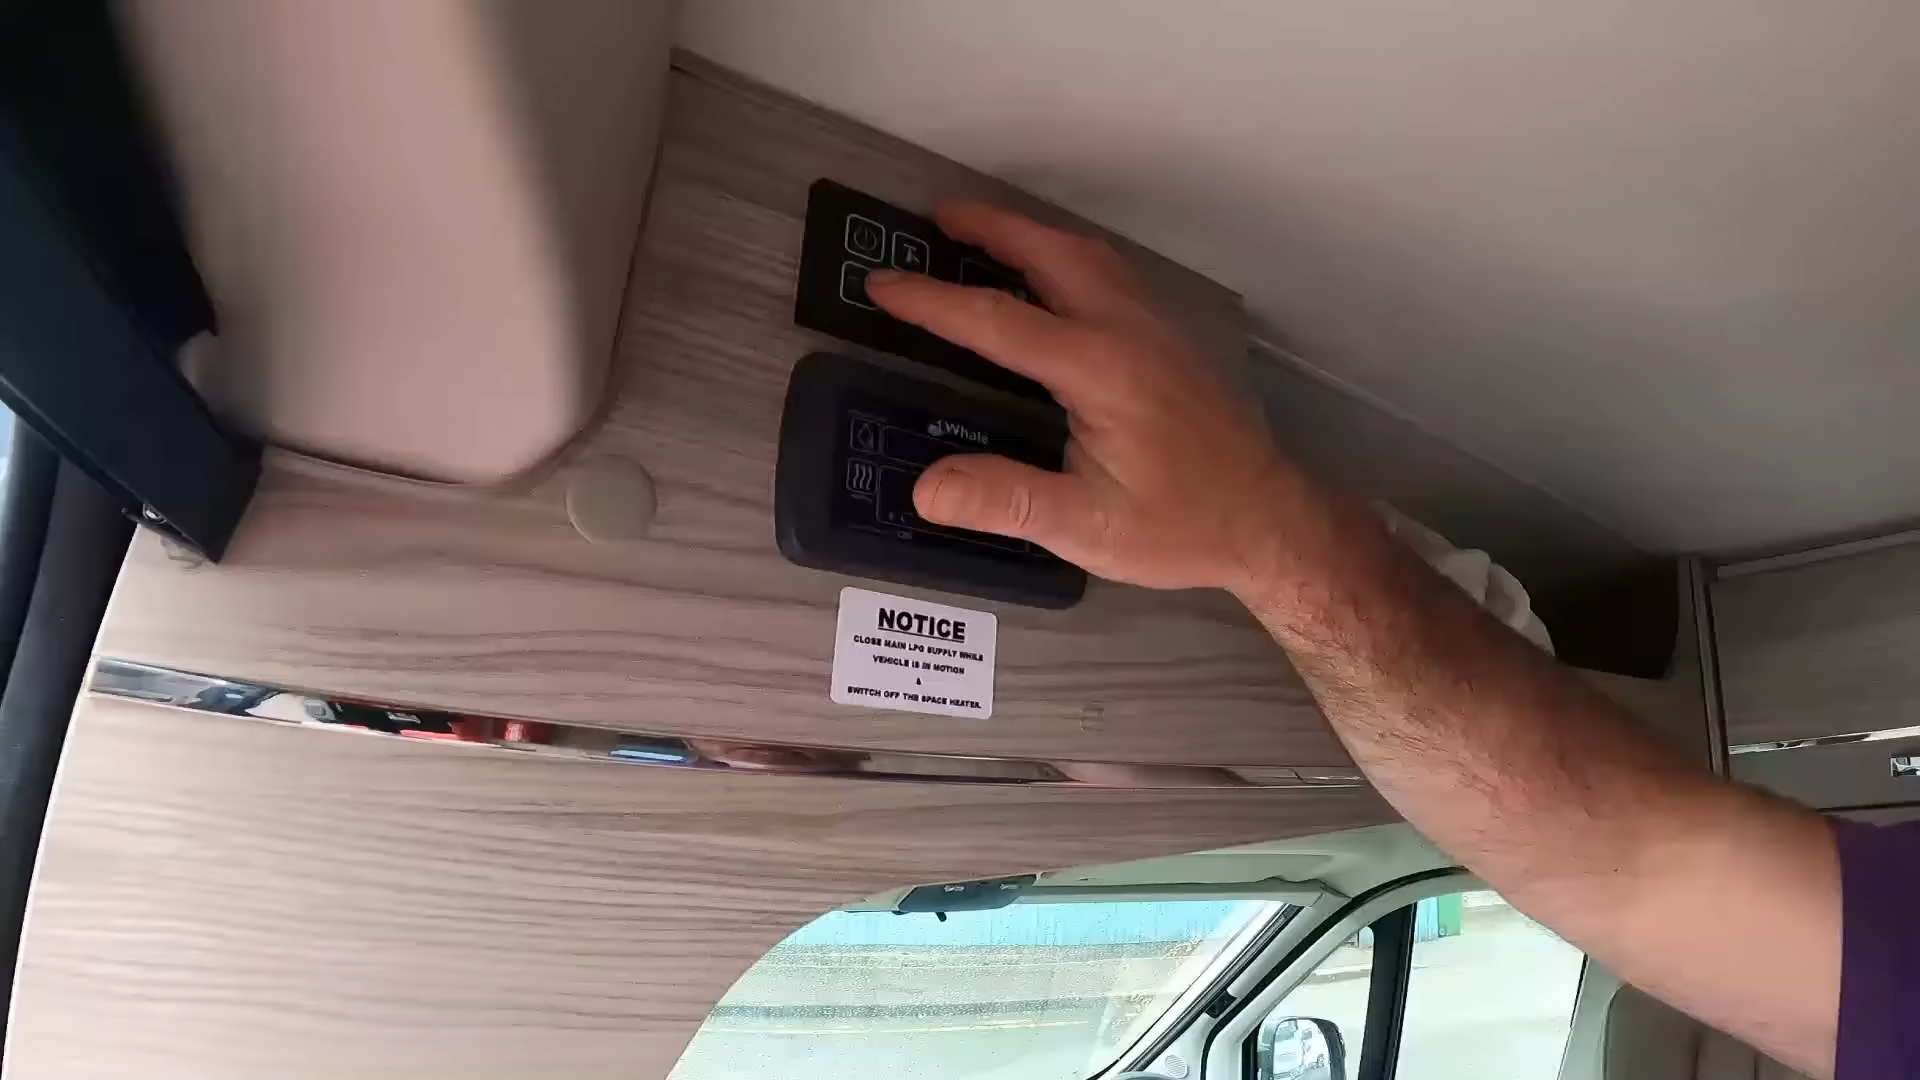 Whale
NOTICE
CLOSE MAIN LPG SUPPLY WHILE
VEHICLE IS IN MOTION
&
SWITCH OFF THE SPACE HEATER.